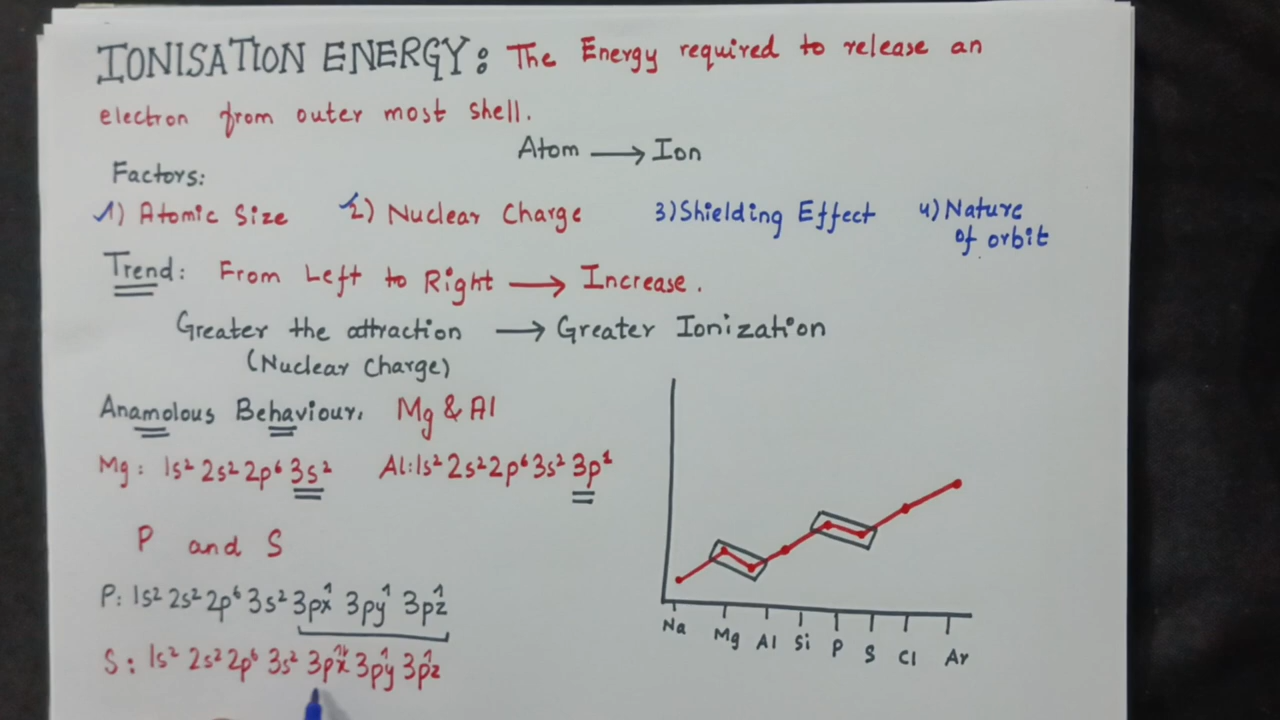 IONISATION ENERGY: The Energy required to release an
electron from outer most shell.
Atom → Ion
Factors:
1) Atomic Size 2) Nuclear Charge 3) Shielding Effect 4) Nature
of orbit
Trend: From Left to Right → Increase.
Greater the attraction → Greater Ionization
(Nuclear Charge)
Anamolous Behaviour. Mg & Al
Mg: 1s² 2s² 2p⁶ 3s² Al: 1s² 2s² 2p⁶ 3s² 3p¹
P and S
P: 1s² 2s² 2p⁶ 3s² 3px¹ 3py¹ 3pz¹
S: 1s² 2s² 2p⁶ 3s² 3px 3py¹ 3pz¹
Na Mg Al Si P S Cl Ar